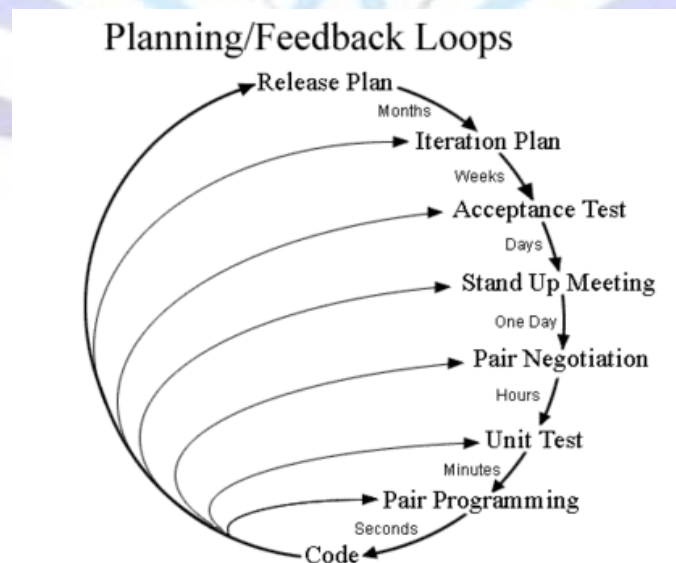 Planning/Feedback Loops
Release Plan
Months
Iteration Plan
Weeks
Acceptance Test
Days
Stand Up Meeting
One Day
Pair Negotiation
Hours
Unit Test
Minutes
Pair Programming
Seconds
Code